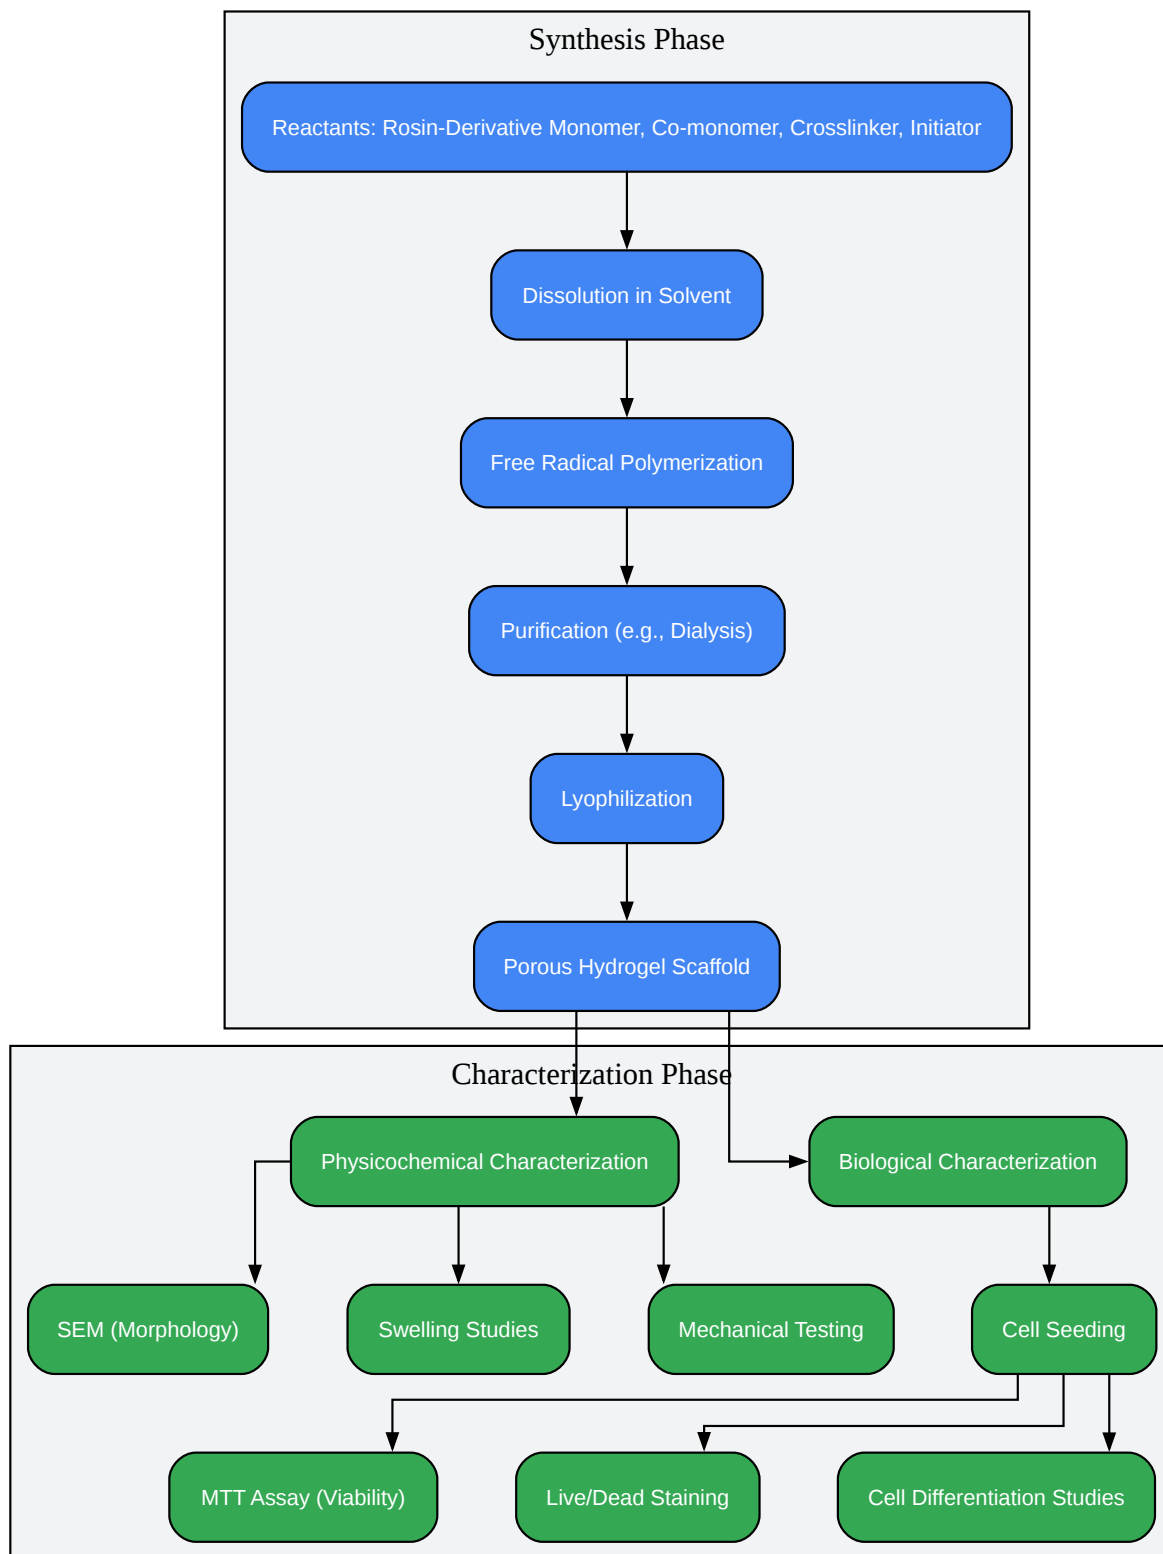 Synthesis Phase
Reactants: Rosin-Derivative Monomer, Co-monomer, Crosslinker, Initiator
Dissolution in Solvent
Free Radical Polymerization
Purification (e.g., Dialysis)
Lyophilization
Porous Hydrogel Scaffold
Characterization Phase
Physicochemical Characterization
Biological Characterization
SEM (Morphology)
Swelling Studies
Mechanical Testing
Cell Seeding
MTT Assay (Viability)
Live/Dead Staining
Cell Differentiation Studies